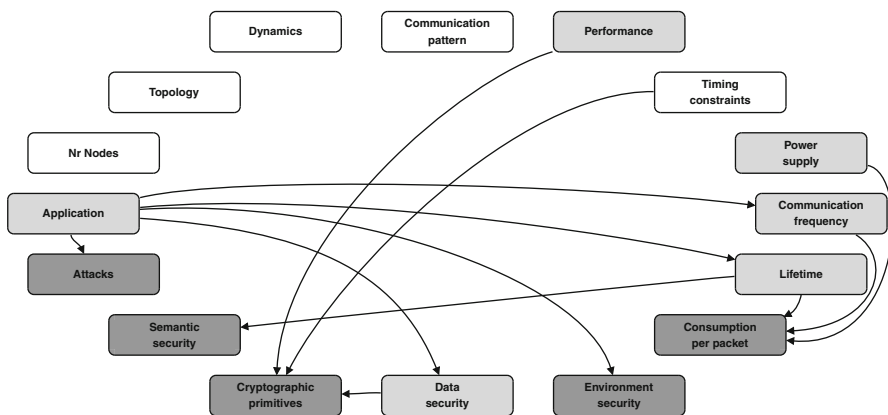 Dynamics
Communication
pattern
Performance
Topology
Timing
constraints
Nr Nodes
Power
supply
Application
Communication
frequency
Attacks
Lifetime
Semantic
security
Consumption
per packet
Cryptographic
primitives
Data
security
Environment
security